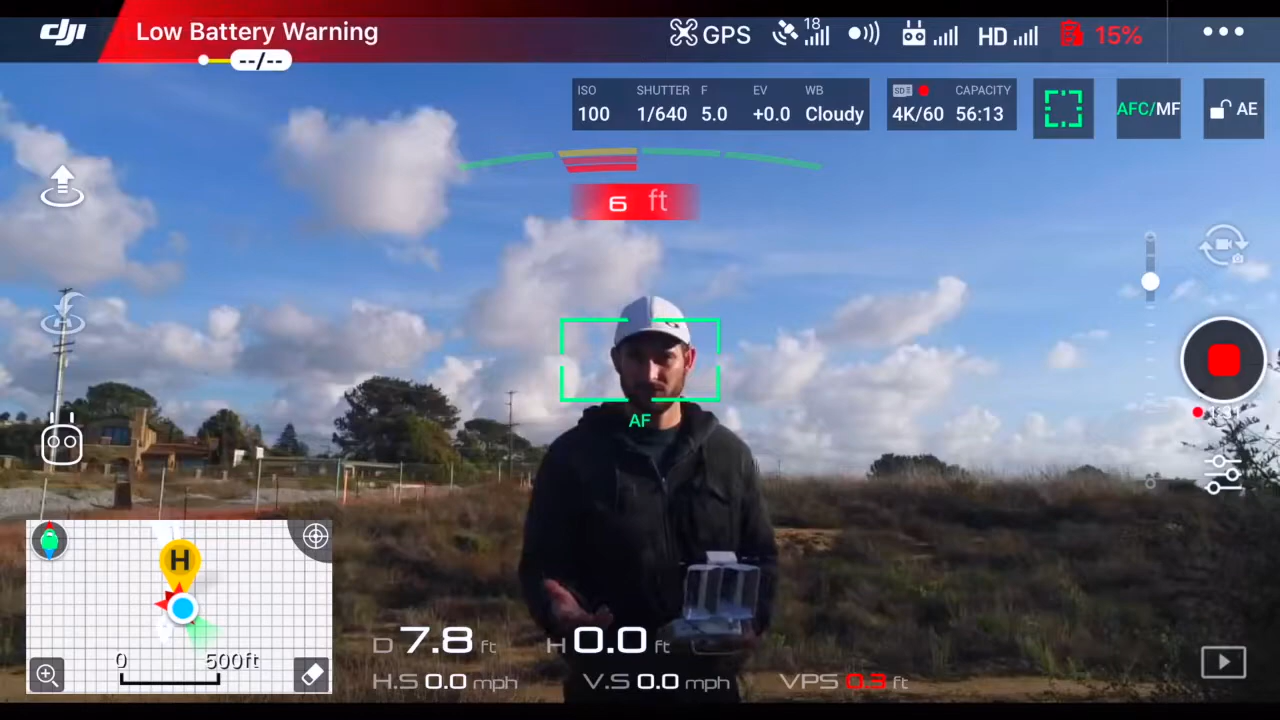 dji
Low Battery Warning
GPS
18
HD
15%
--/--
ISO
100
SHUTTER
1/640
F
5.0
EV
+0.0
WB
Cloudy
SD
4K/60
CAPACITY
56:13
AFC/MF
AE
6 ft
AF
H
0
500ft
D 7.8 ft
H 0.0 ft
H.S 0.0 mph
V.S 0.0 mph
VPS 0.3 ft